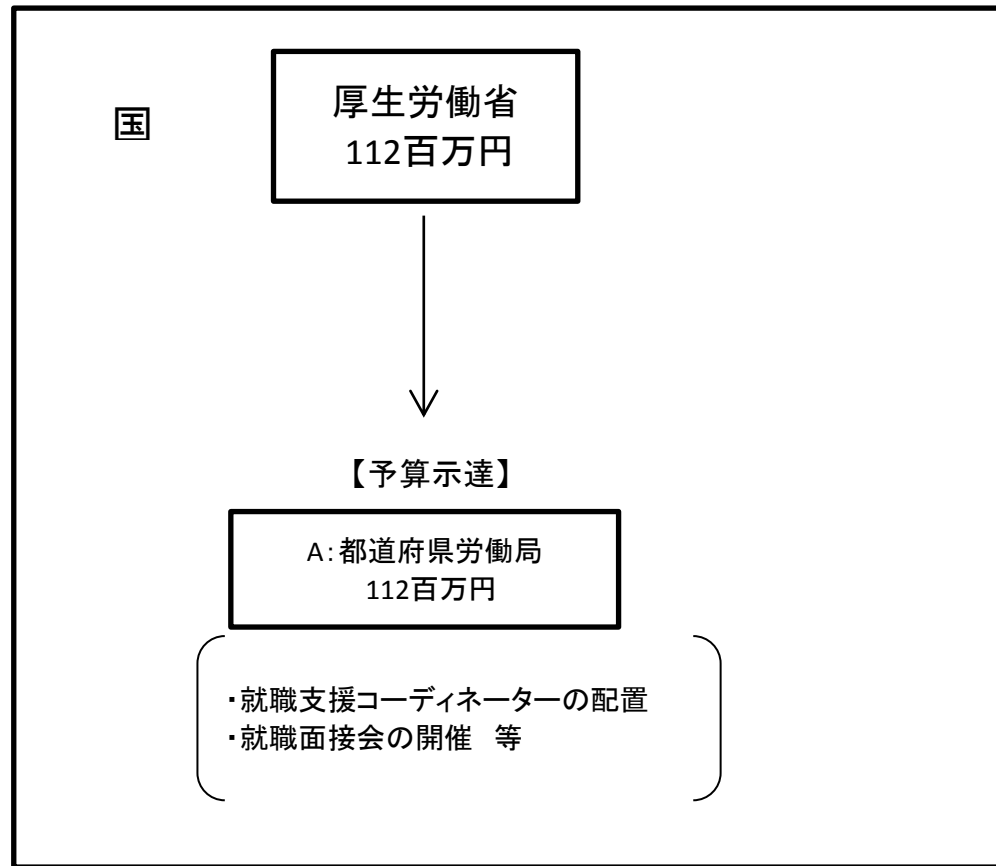 国
厚生労働省
112百万円
【予算示達】
A:都道府県労働局
112百万円
・就職支援コーディネーターの配置
・就職面接会の開催　等